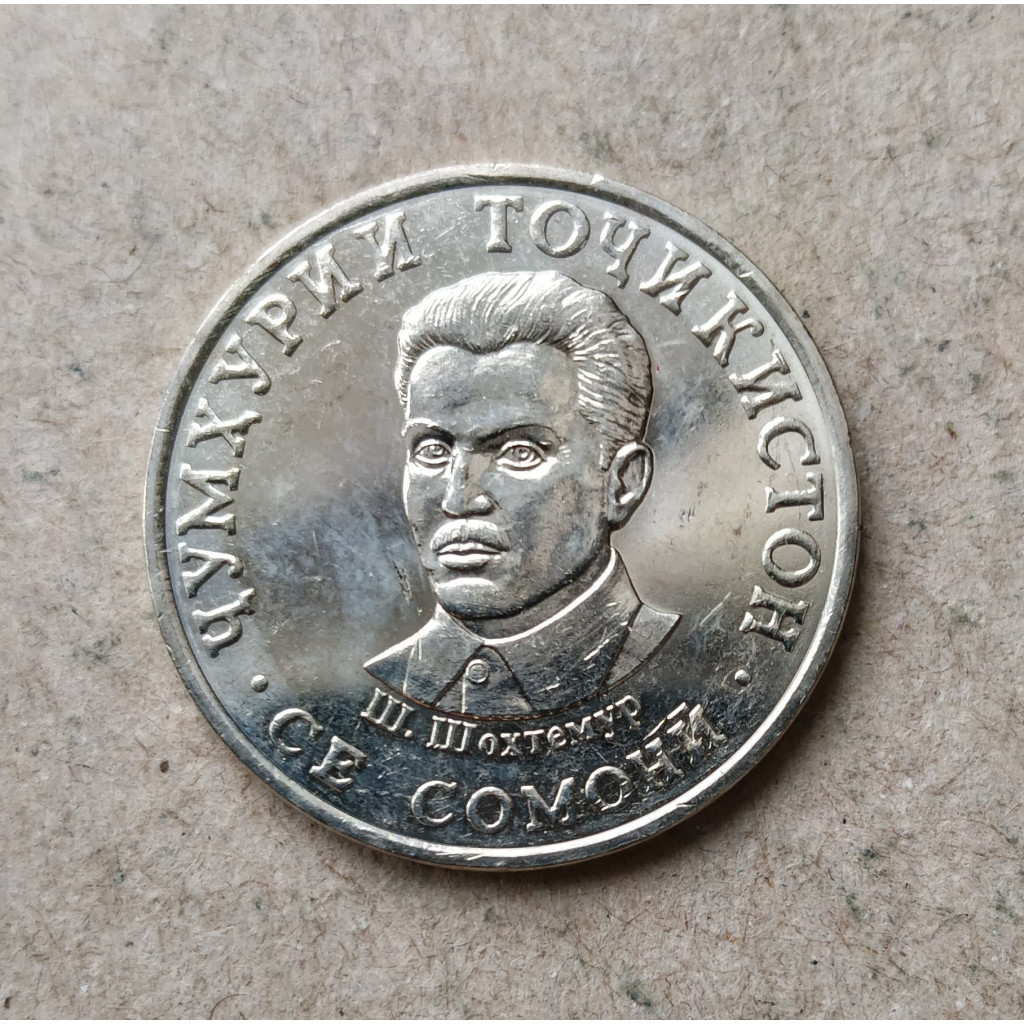 ҶУМҲУРИИ ТОҶИКИСТОН
Ш. Шохтемур
· СЕ СОМОНӢ ·